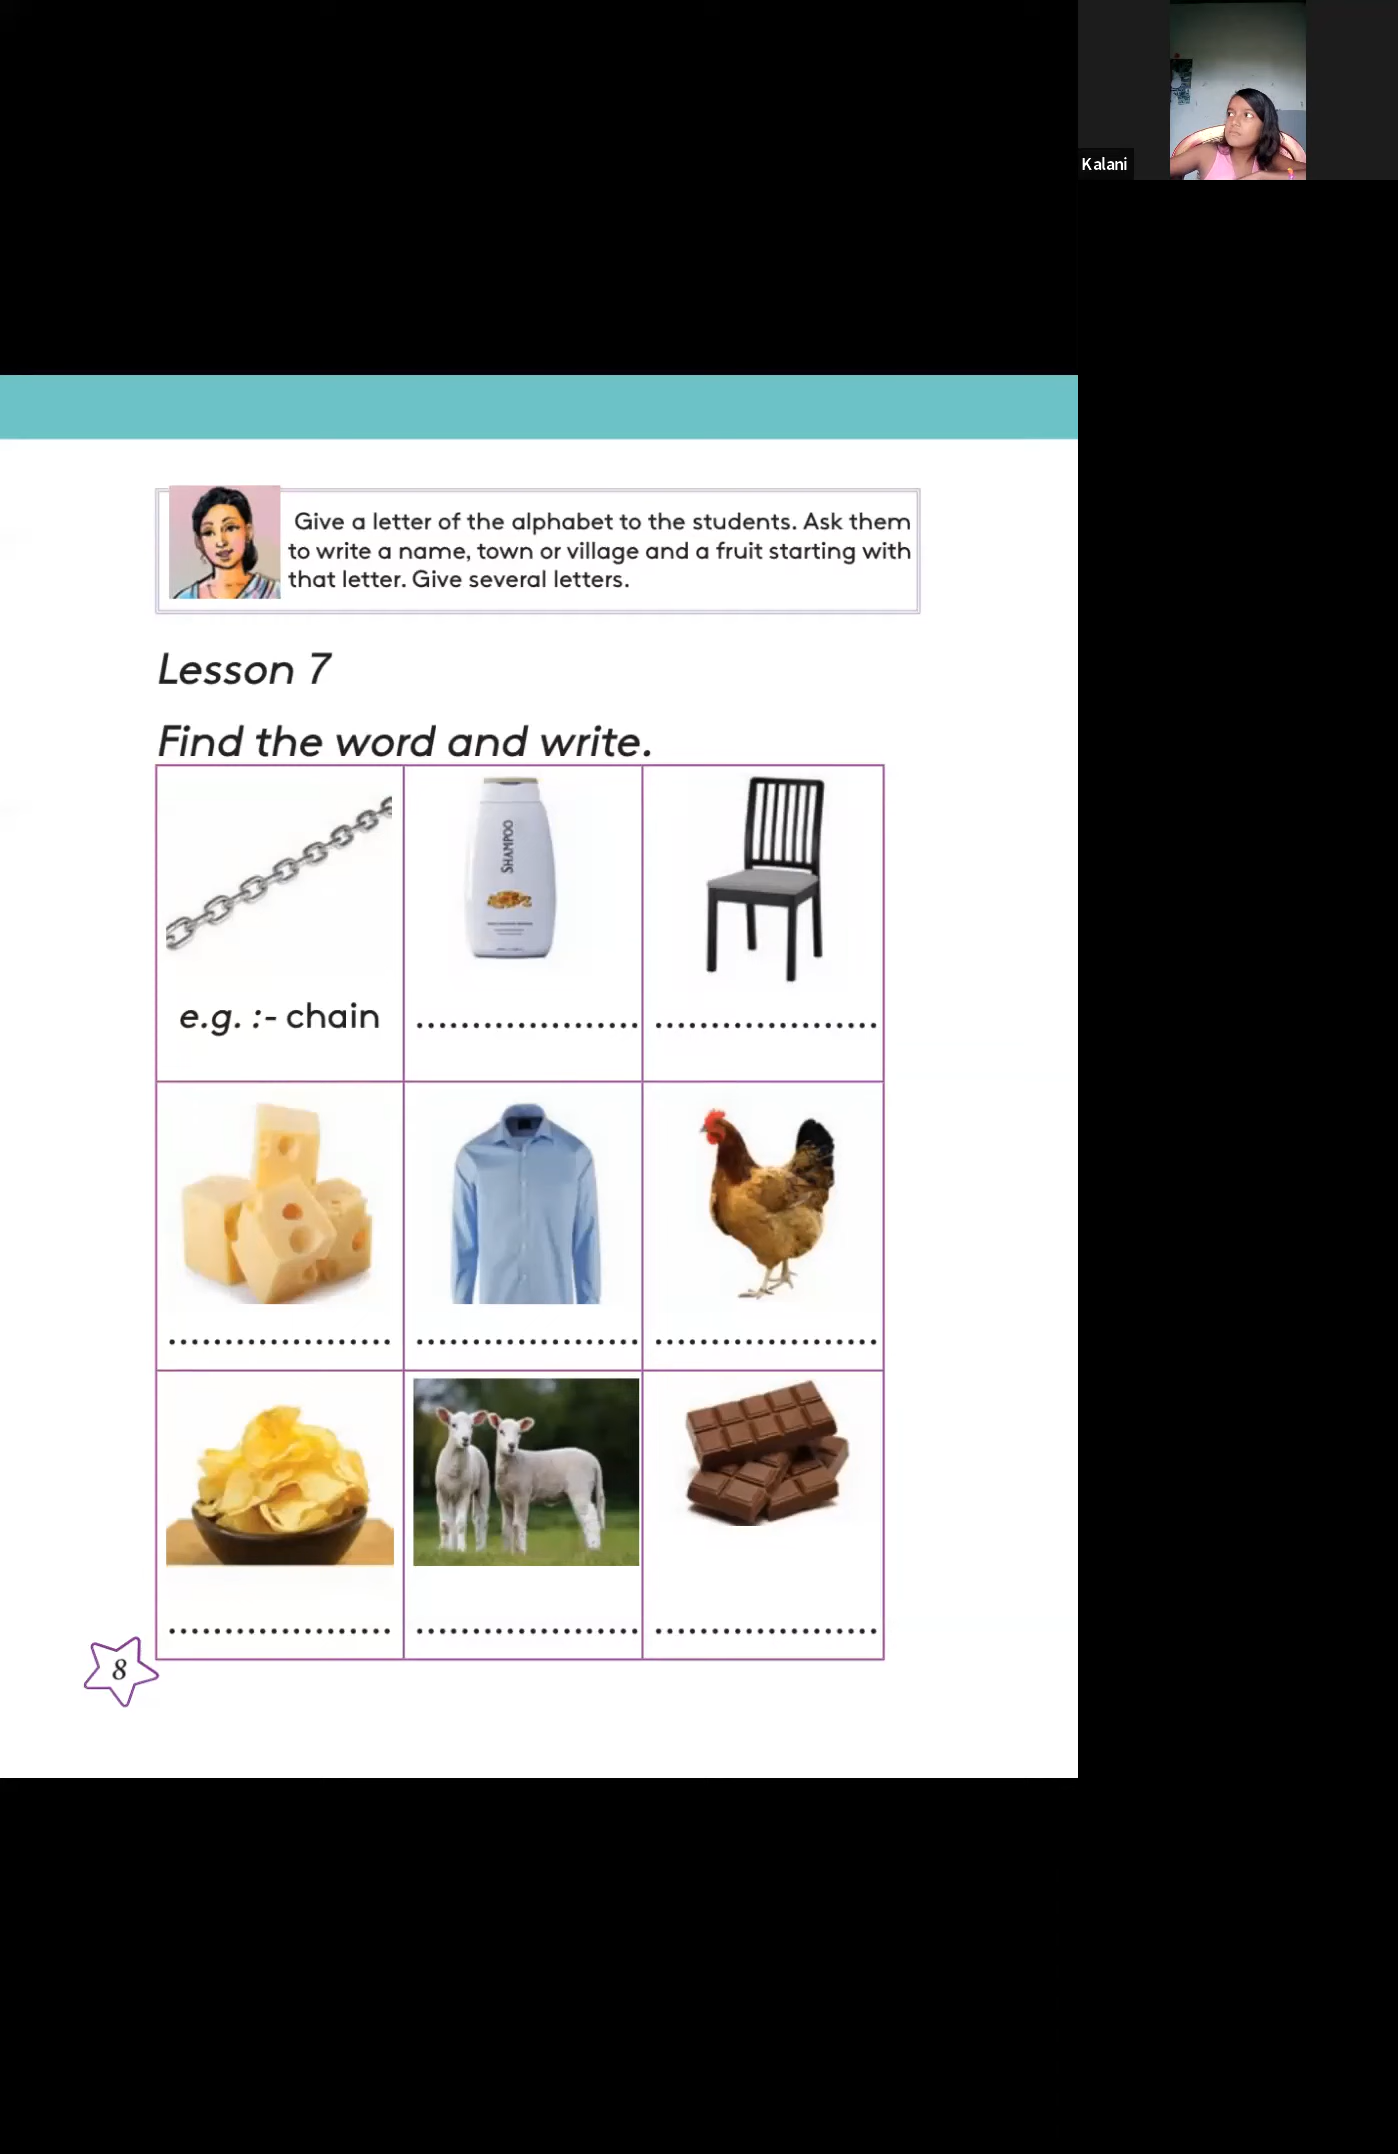 Kalani
Give a letter of the alphabet to the students. Ask them
to write a name, town or village and a fruit starting with
that letter. Give several letters.
Lesson 7
Find the word and write.
SHAMPOO
e.g. :- chain
8